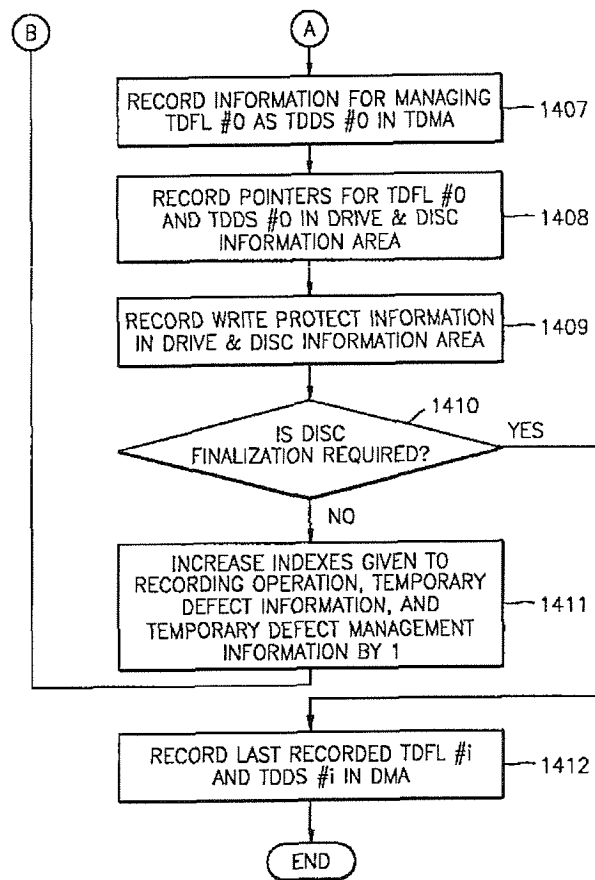 B
A
RECORD INFORMATION FOR MANAGING
TDFL #0 AS TDDS #0 IN TDMA
1407
RECORD POINTERS FOR TDFL #0
AND TDDS #0 IN DRIVE & DISC
INFORMATION AREA
1408
RECORD WRITE PROTECT INFORMATION
IN DRIVE & DISC INFORMATION AREA
1409
1410
IS DISC
FINALIZATION REQUIRED?
YES
NO
INCREASE INDEXES GIVEN TO
RECORDING OPERATION, TEMPORARY
DEFECT INFORMATION, AND
TEMPORARY DEFECT MANAGEMENT
INFORMATION BY 1
1411
RECORD LAST RECORDED TDFL #i
AND TDDS #i IN DMA
1412
END